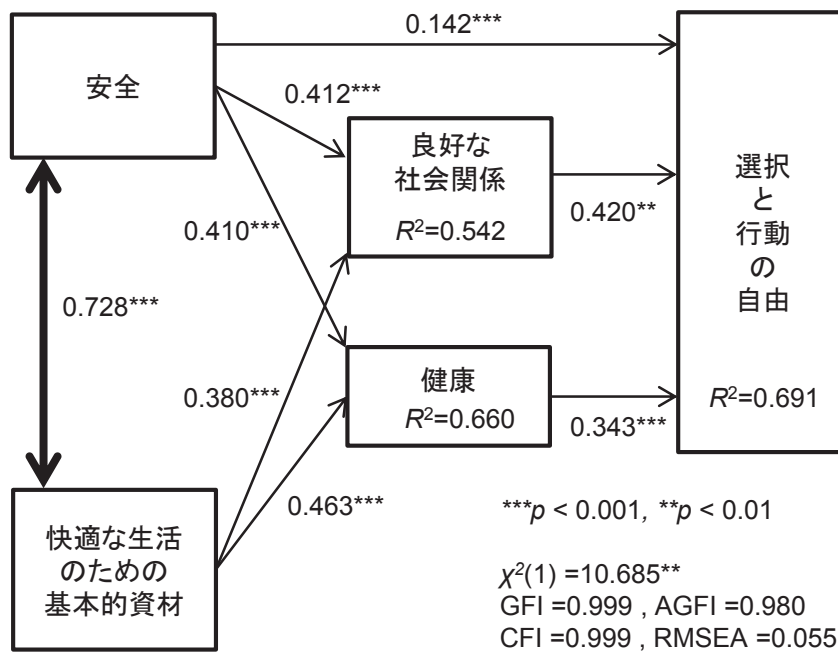 安全
0.142***
0.412***
良好な
社会関係
R²=0.542
0.420**
選択
と
行動
の
自由
R²=0.691
0.410***
0.728***
0.380***
健康
R²=0.660
0.343***
0.463***
快適な生活
のための
基本的資材
***p < 0.001, **p < 0.01
χ²(1) =10.685**
GFI =0.999 , AGFI =0.980
CFI =0.999 , RMSEA =0.055